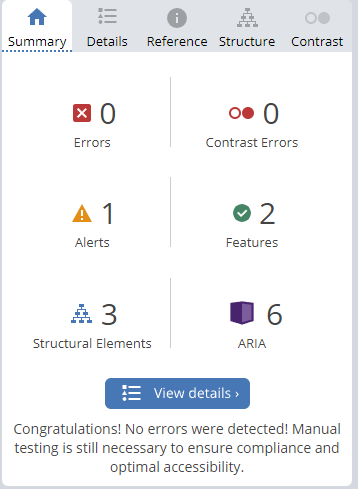 Summary Details Reference Structure Contrast
0 0
Errors Contrast Errors
1 2
Alerts Features
3 6
Structural Elements ARIA
View details ›
Congratulations! No errors were detected! Manual
testing is still necessary to ensure compliance and
optimal accessibility.